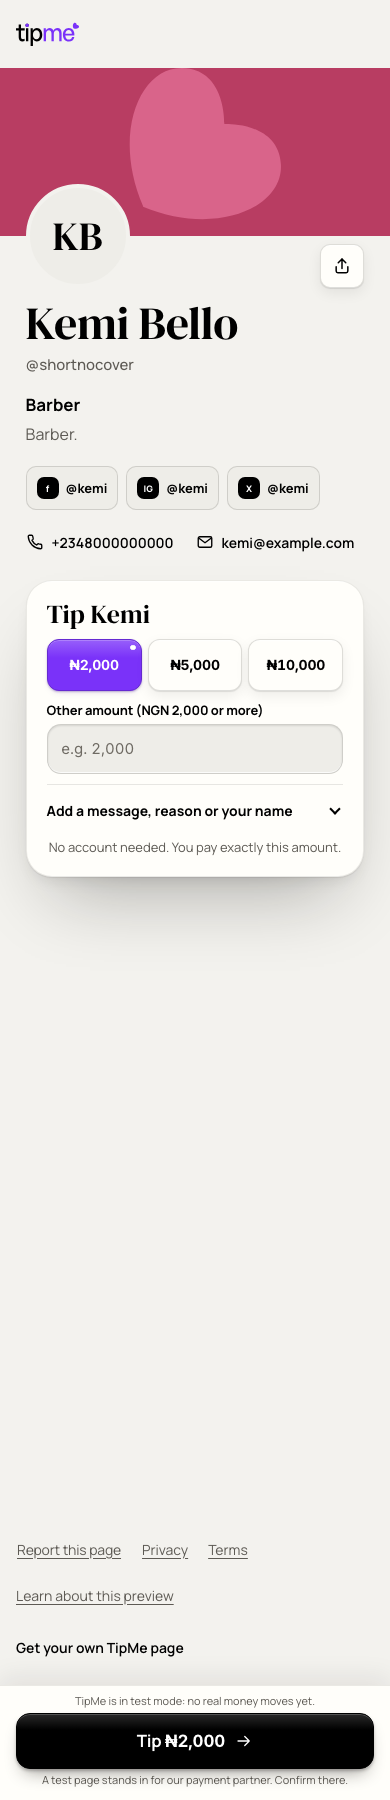 tipme
KB
Kemi Bello
@shortnocover
Barber
Barber.
f @kemi IG @kemi X @kemi
+2348000000000 kemi@example.com
Tip Kemi
₦2,000 ₦5,000 ₦10,000
Other amount (NGN 2,000 or more)
e.g. 2,000
Add a message, reason or your name
No account needed. You pay exactly this amount.
Report this page Privacy Terms
Learn about this preview
Get your own TipMe page
TipMe is in test mode: no real money moves yet.
Tip ₦2,000 →
A test page stands in for our payment partner. Confirm there.